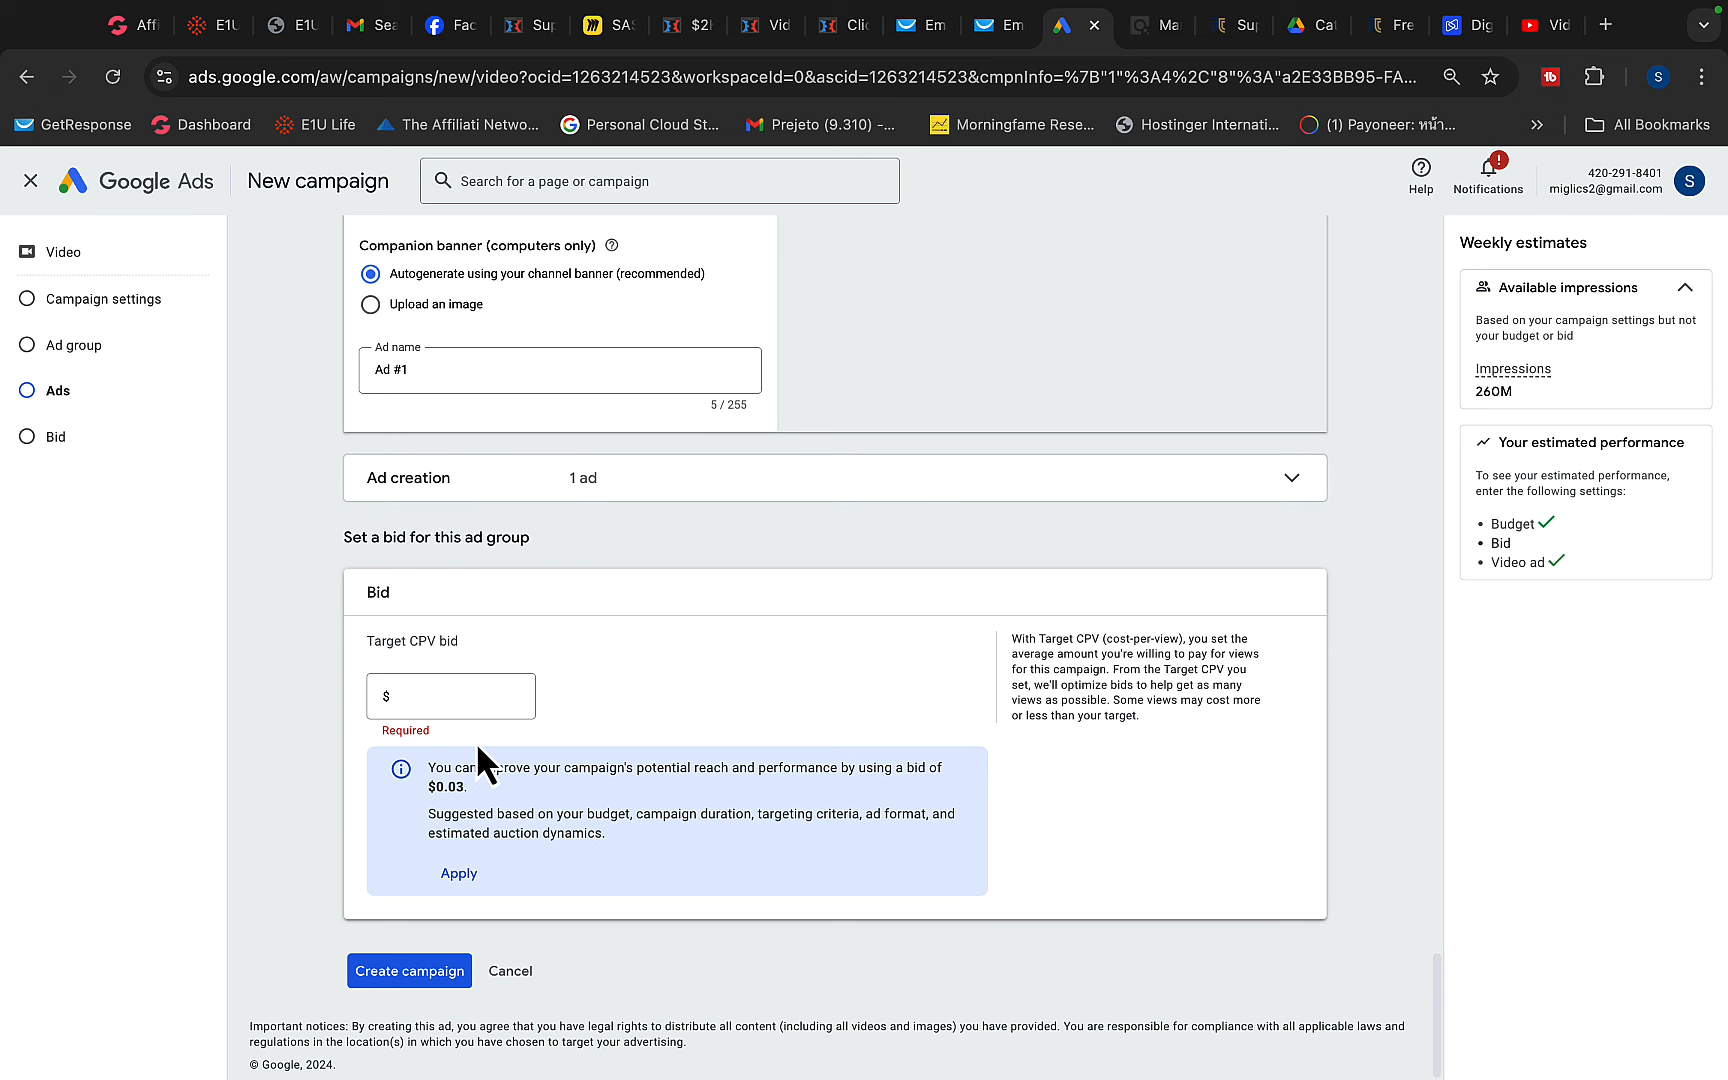 Affi
E1U
E1U
Sea
Fac
Sup
SAS
$2
Vid
Clic
Em
Em
Ma
Sup
Cat
Fre
Dig
Vid
ads.google.com/aw/campaigns/new/video?ocid=1263214523&workspaceId=0&ascid=1263214523&cmpnInfo=%7B"1"%3A4%2C"8"%3A"a2E33BB95-FA...
S
GetResponse
Dashboard
E1U Life
The Affiliati Netwo...
Personal Cloud St...
Prejeto (9.310) -...
Morningfame Rese...
Hostinger Internati...
(1) Payoneer: หน้า...
All Bookmarks
Google Ads
New campaign
Search for a page or campaign
Help
Notifications
420-291-8401
miglics2@gmail.com
S
Video
Campaign settings
Ad group
Ads
Bid
Companion banner (computers only)
Autogenerate using your channel banner (recommended)
Upload an image
Ad name
Ad #1
5 / 255
Ad creation 1 ad
Set a bid for this ad group
Bid
Target CPV bid
$
Required
You can prove your campaign's potential reach and performance by using a bid of
$0.03.
Suggested based on your budget, campaign duration, targeting criteria, ad format, and
estimated auction dynamics.
Apply
With Target CPV (cost-per-view), you set the
average amount you're willing to pay for views
for this campaign. From the Target CPV you
set, we'll optimize bids to help get as many
views as possible. Some views may cost more
or less than your target.
Create campaign
Cancel
Important notices: By creating this ad, you agree that you have legal rights to distribute all content (including all videos and images) you have provided. You are responsible for compliance with all applicable laws and
regulations in the location(s) in which you have chosen to target your advertising.
© Google, 2024.
Weekly estimates
Available impressions
Based on your campaign settings but not
your budget or bid
Impressions
260M
Your estimated performance
To see your estimated performance,
enter the following settings:
• Budget
• Bid
• Video ad